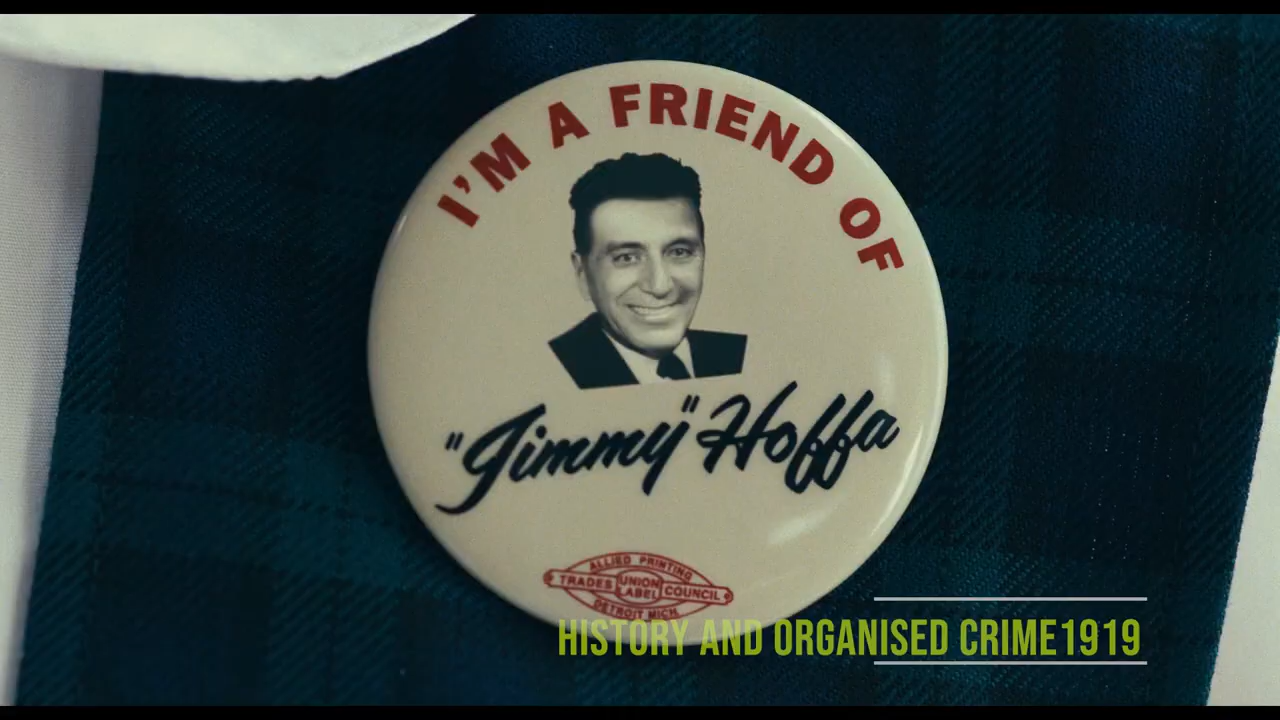 I'M A FRIEND OF
"Jimmy" Hoffa
ALLIED PRINTING
TRADES UNION LABEL COUNCIL
DETROIT MICH.
HISTORY AND ORGANISED CRIME1919